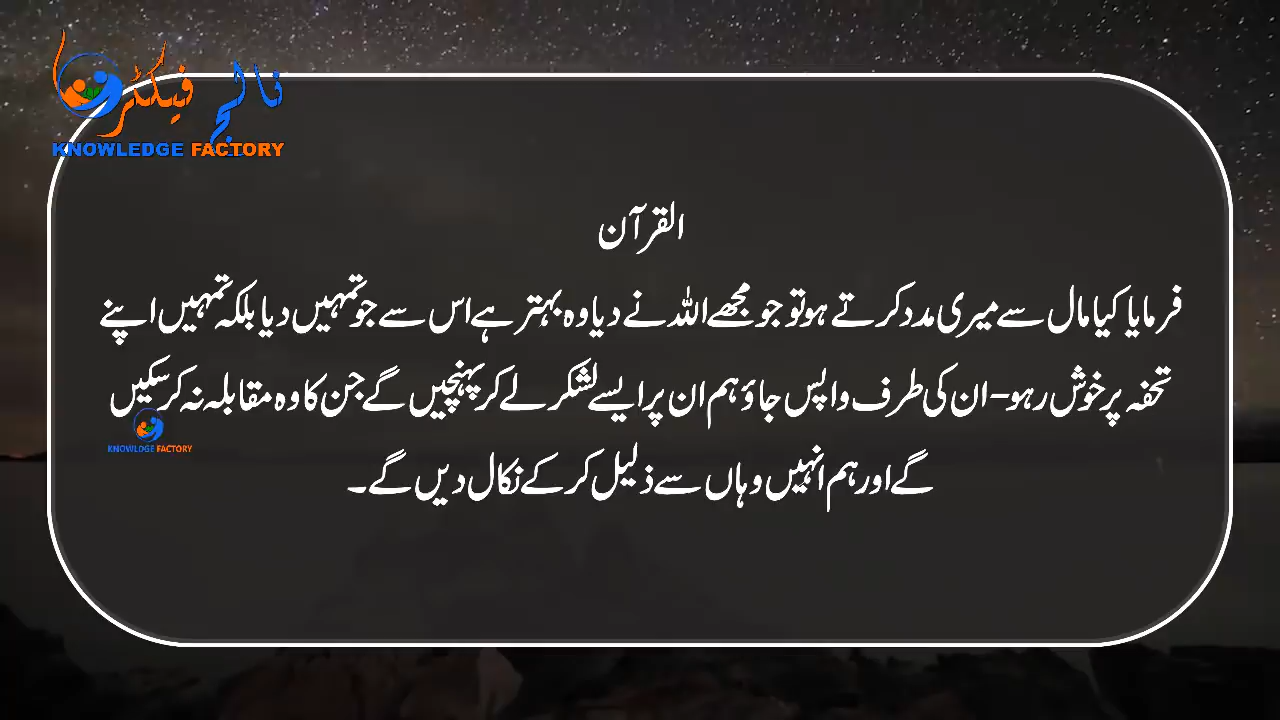 نالج فیکٹری
KNOWLEDGE FACTORY
القرآن
فرمایا کیا مال سے میری مدد کرتے ہو تو جو مجھے اللہ نے دیا وہ بہتر ہے اس سے جو تمہیں دیا بلکہ تمہیں اپنے
تحفہ پر خوش رہو- ان کی طرف واپس جاؤ ہم ان پر ایسے لشکر لے کر پہنچیں گے جن کا وہ مقابلہ نہ کر سکیں
KNOWLDGE FACTORY
گے اور ہم انہیں وہاں سے ذلیل کر کے نکال دیں گے۔